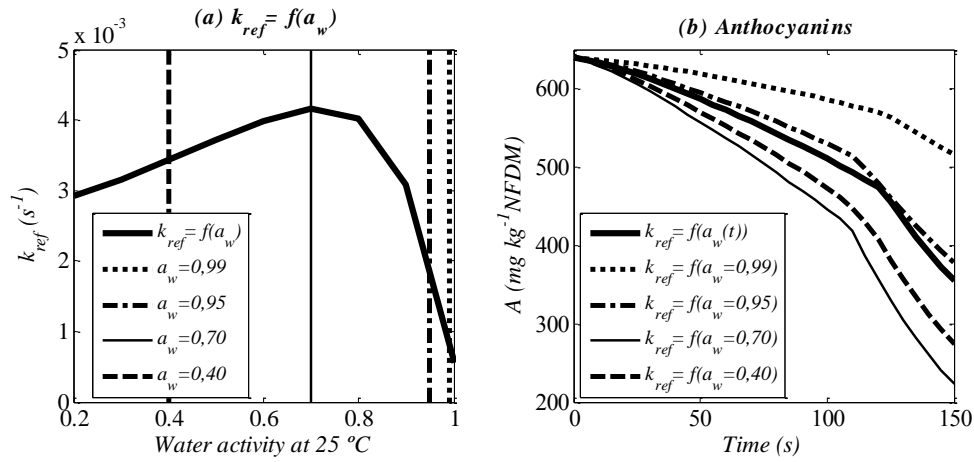 (a) k_ref = f(a_w)
x 10^-3
5
4
3
2
1
0
k_ref (s^-1)
k_ref = f(a_w)
a_w=0,99
a_w=0,95
a_w=0,70
a_w=0,40
0.2 0.4 0.6 0.8 1
Water activity at 25 ºC
(b) Anthocyanins
600
500
400
300
200
A (mg kg^-1 NFDM)
k_ref = f(a_w(t))
k_ref = f(a_w=0,99)
k_ref = f(a_w=0,95)
k_ref = f(a_w=0,70)
k_ref = f(a_w=0,40)
0 50 100 150
Time (s)